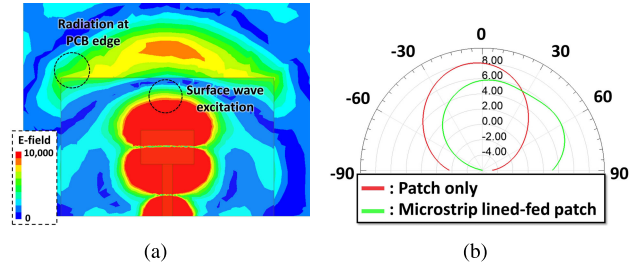 Radiation at
PCB edge
Surface wave
excitation
E-field
10,000
0
(a)
0
-30
30
-60
60
-90
90
8.00
6.00
4.00
2.00
0.00
-2.00
-4.00
: Patch only
: Microstrip lined-fed patch
(b)